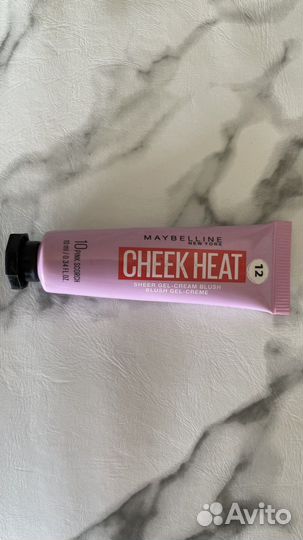 MAYBELLINE
NEW YORK
CHEEK HEAT
SHEER GEL-CREAM BLUSH
BLUSH GEL-CREME
12
10 PINK SCORCH
10 ml / 0.34 FL OZ
Avito